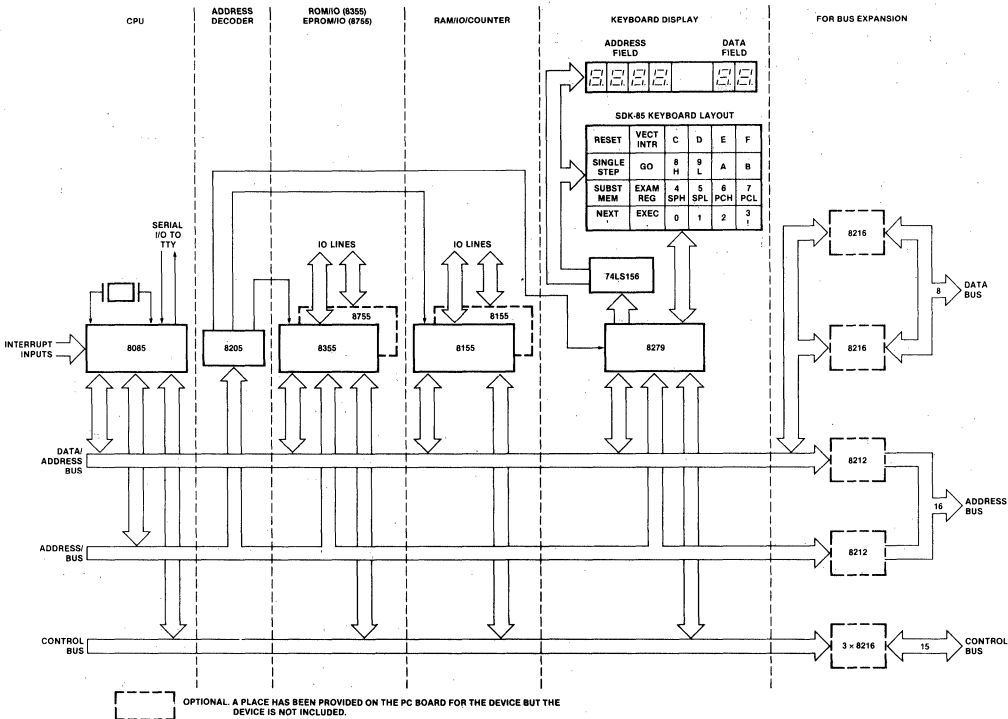 CPU
ADDRESS
DECODER
ROM/IO (8355)
EPROM/IO (8755)
RAM/IO/COUNTER
KEYBOARD DISPLAY
FOR BUS EXPANSION
ADDRESS
FIELD
DATA
FIELD
SDK-85 KEYBOARD LAYOUT
RESET
VECT
INTR
C
D
E
F
SINGLE
STEP
GO
8
H
9
L
A
B
SUBST
MEM
EXAM
REG
4
SPH
5
SPL
6
PCH
7
PCL
NEXT
'
EXEC
0
1
2
3
!
SERIAL
I/O TO
TTY
IO LINES
IO LINES
74LS156
8755
8155
INTERRUPT
INPUTS
8085
8205
8355
8155
8279
8216
8
DATA
BUS
8216
DATA/
ADDRESS
BUS
8212
16
ADDRESS
BUS
ADDRESS/
BUS
8212
CONTROL
BUS
3 × 8216
15
CONTROL
BUS
OPTIONAL. A PLACE HAS BEEN PROVIDED ON THE PC BOARD FOR THE DEVICE BUT THE
DEVICE IS NOT INCLUDED.